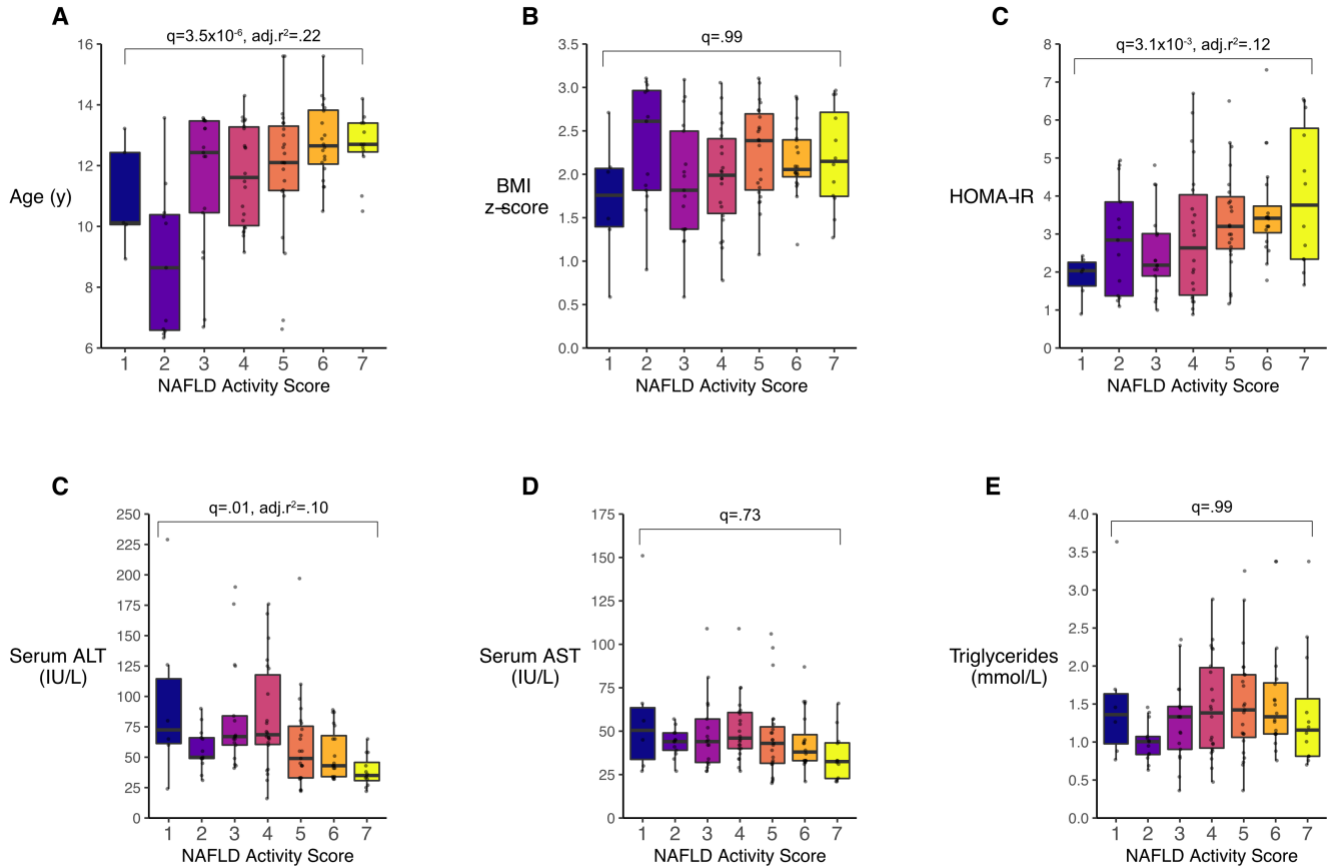 A
q=3.5x10⁻⁶, adj.r²=.22
16
14
12
10
8
6
Age (y)
1 2 3 4 5 6 7
NAFLD Activity Score
B
q=.99
3.5
3.0
2.5
2.0
1.5
1.0
0.5
0.0
BMI
z-score
1 2 3 4 5 6 7
NAFLD Activity Score
C
q=3.1x10⁻³, adj.r²=.12
8
7
6
5
4
3
2
1
0
HOMA-IR
1 2 3 4 5 6 7
NAFLD Activity Score
C
q=.01, adj.r²=.10
250
225
200
175
150
125
100
75
50
25
0
Serum ALT
(IU/L)
1 2 3 4 5 6 7
NAFLD Activity Score
D
q=.73
175
150
125
100
75
50
25
0
Serum AST
(IU/L)
1 2 3 4 5 6 7
NAFLD Activity Score
E
q=.99
4.0
3.5
3.0
2.5
2.0
1.5
1.0
0.5
0.0
Triglycerides
(mmol/L)
1 2 3 4 5 6 7
NAFLD Activity Score